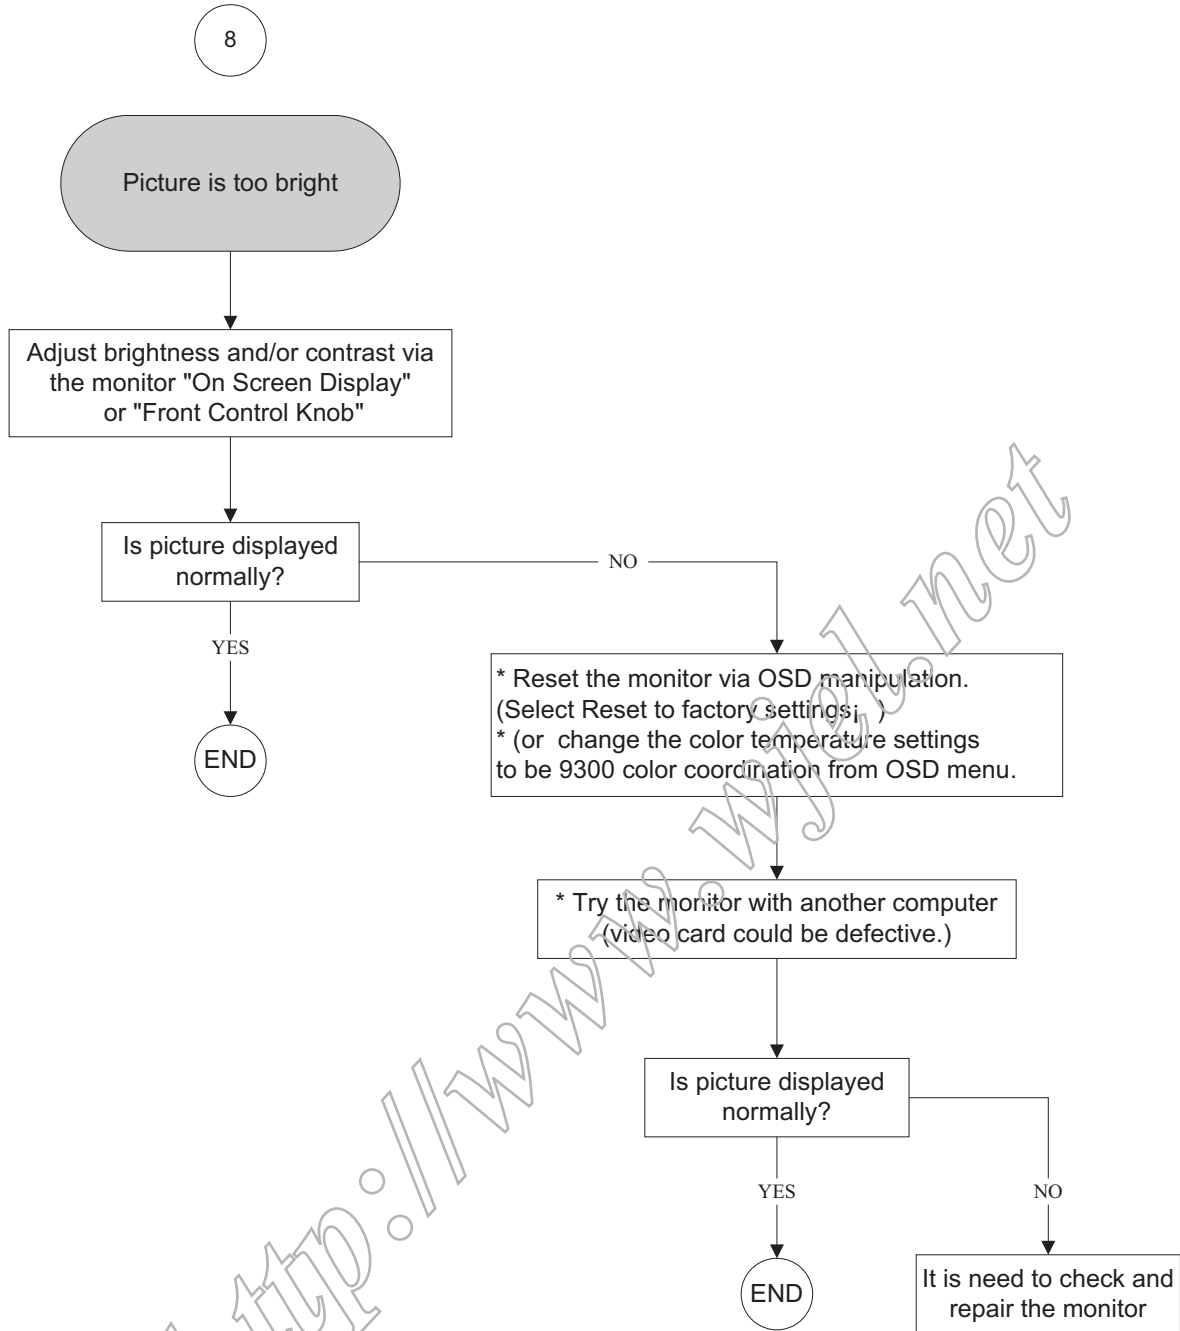 8
Picture is too bright
Adjust brightness and/or contrast via
the monitor "On Screen Display"
or "Front Control Knob"
Is picture displayed
normally?
NO
YES
END
* Reset the monitor via OSD manipulation.
(Select Reset to factory settings¡ )
* (or change the color temperature settings
to be 9300 color coordination from OSD menu.
* Try the monitor with another computer
(video card could be defective.)
Is picture displayed
normally?
YES
NO
END
It is need to check and
repair the monitor
http://www.wjel.net